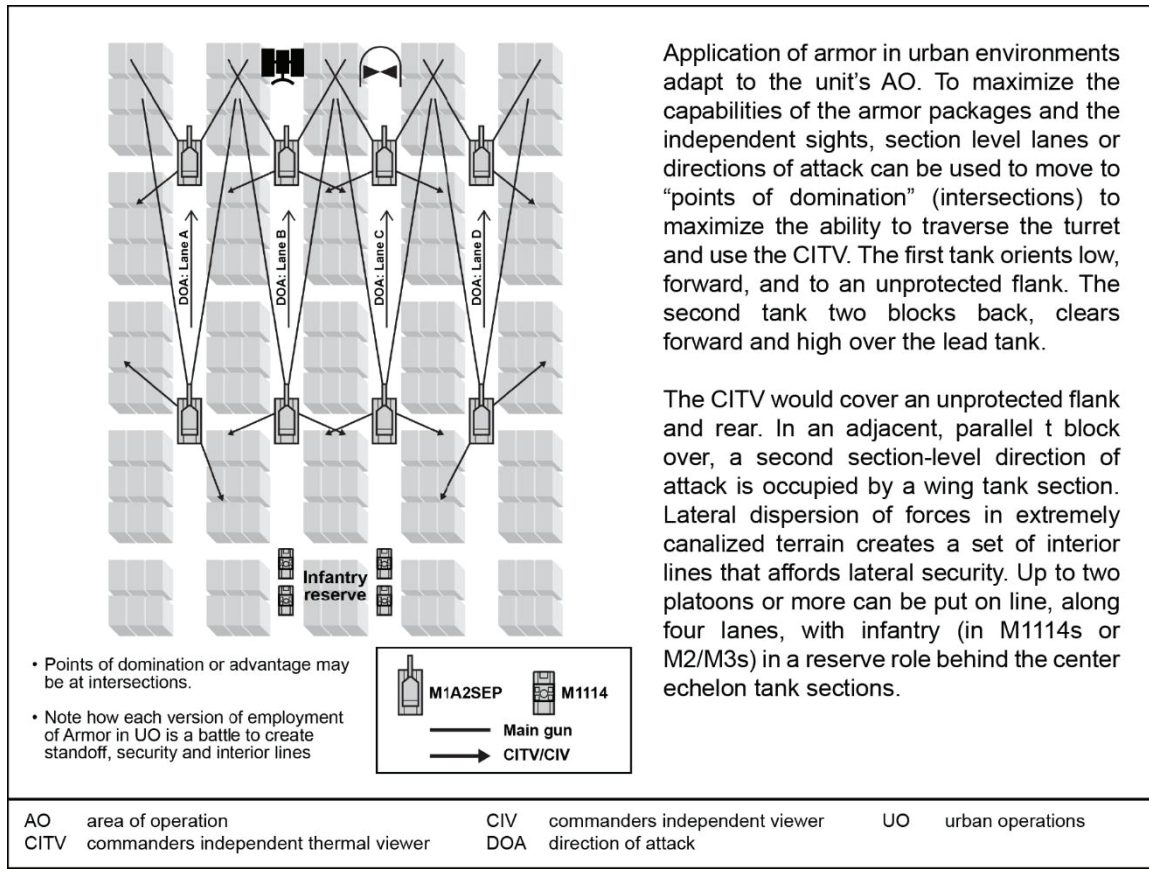 Application of armor in urban environments
adapt to the unit's AO. To maximize the
capabilities of the armor packages and the
independent sights, section level lanes or
directions of attack can be used to move to
“points of domination” (intersections) to
maximize the ability to traverse the turret
and use the CITV. The first tank orients low,
forward, and to an unprotected flank. The
second tank two blocks back, clears
forward and high over the lead tank.
The CITV would cover an unprotected flank
and rear. In an adjacent, parallel t block
over, a second section-level direction of
attack is occupied by a wing tank section.
Lateral dispersion of forces in extremely
canalized terrain creates a set of interior
lines that affords lateral security. Up to two
platoons or more can be put on line, along
four lanes, with infantry (in M1114s or
M2/M3s) in a reserve role behind the center
echelon tank sections.
DOA: Lane A
DOA: Lane B
DOA: Lane C
DOA: Lane D
Infantry
reserve
• Points of domination or advantage may
be at intersections.
• Note how each version of employment
of Armor in UO is a battle to create
standoff, security and interior lines
M1A2SEP
M1114
Main gun
CITV/CIV
AO area of operation
CITV commanders independent thermal viewer
CIV commanders independent viewer
DOA direction of attack
UO urban operations